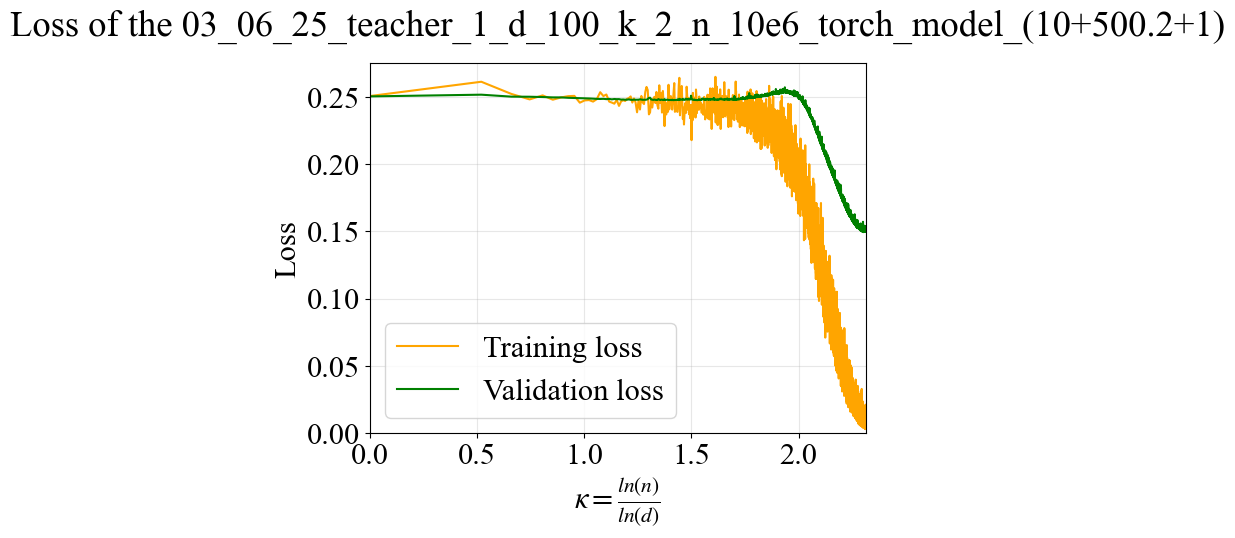 Loss of the 03_06_25_teacher_1_d_100_k_2_n_10e6_torch_model_(10+500.2+1)
0.25
0.20
0.15
0.10
0.05
0.00
Loss
Training loss
Validation loss
0.0 0.5 1.0 1.5 2.0
κ = ln(n)/ln(d)